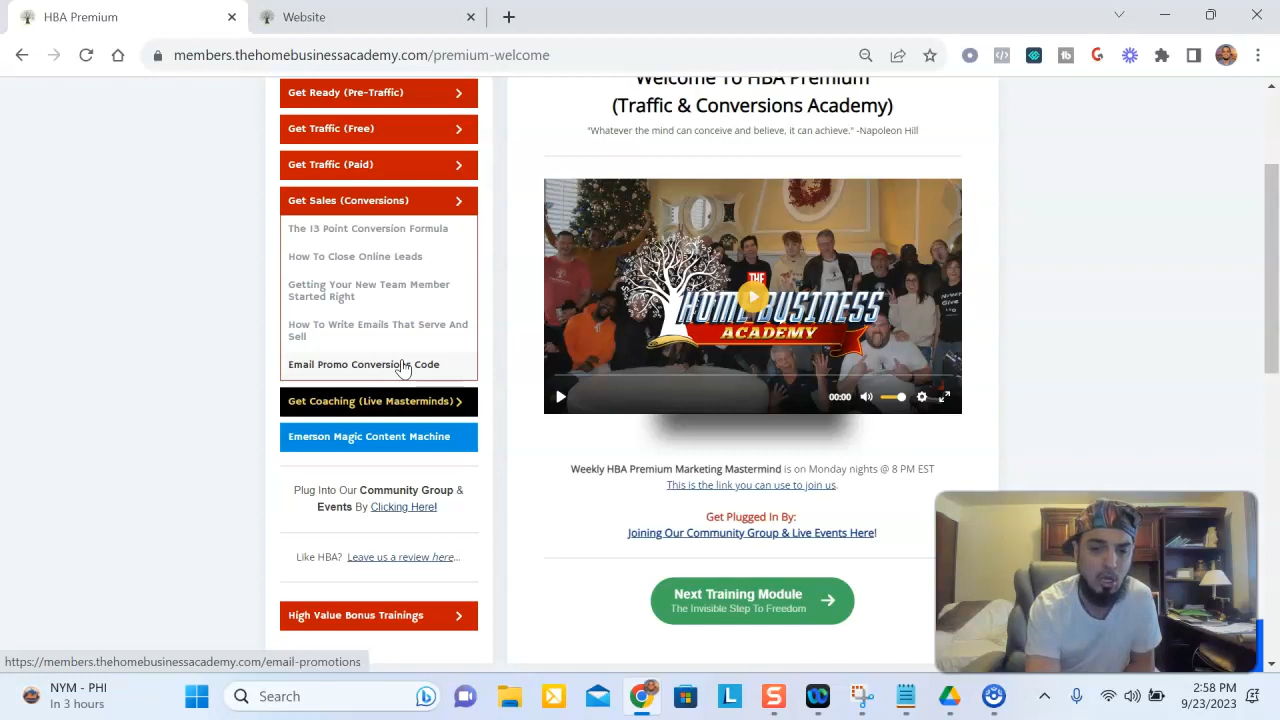 HBA Premium
Website
members.thehomebusinessacademy.com/premium-welcome
Get Ready (Pre-Traffic)
Get Traffic (Free)
Get Traffic (Paid)
Get Sales (Conversions)
The 13 Point Conversion Formula
How To Close Online Leads
Getting Your New Team Member
Started Right
How To Write Emails That Serve And
Sell
Email Promo Conversions Code
Get Coaching (Live Masterminds)
Emerson Magic Content Machine
Plug Into Our Community Group &
Events By Clicking Here!
Like HBA? Leave us a review here...
High Value Bonus Trainings
Welcome To HBA Premium
(Traffic & Conversions Academy)
"Whatever the mind can conceive and believe, it can achieve." -Napoleon Hill
THE
HOME BUSINESS
ACADEMY
00:00
Weekly HBA Premium Marketing Mastermind is on Monday nights @ 8 PM EST
This is the link you can use to join us.
Get Plugged In By:
Joining Our Community Group & Live Events Here!
Next Training Module
The Invisible Step To Freedom
https://members.thehomebusinessacademy.com/email-promotions
NYM - PHI
In 3 hours
Search
2:58 PM
9/23/2023